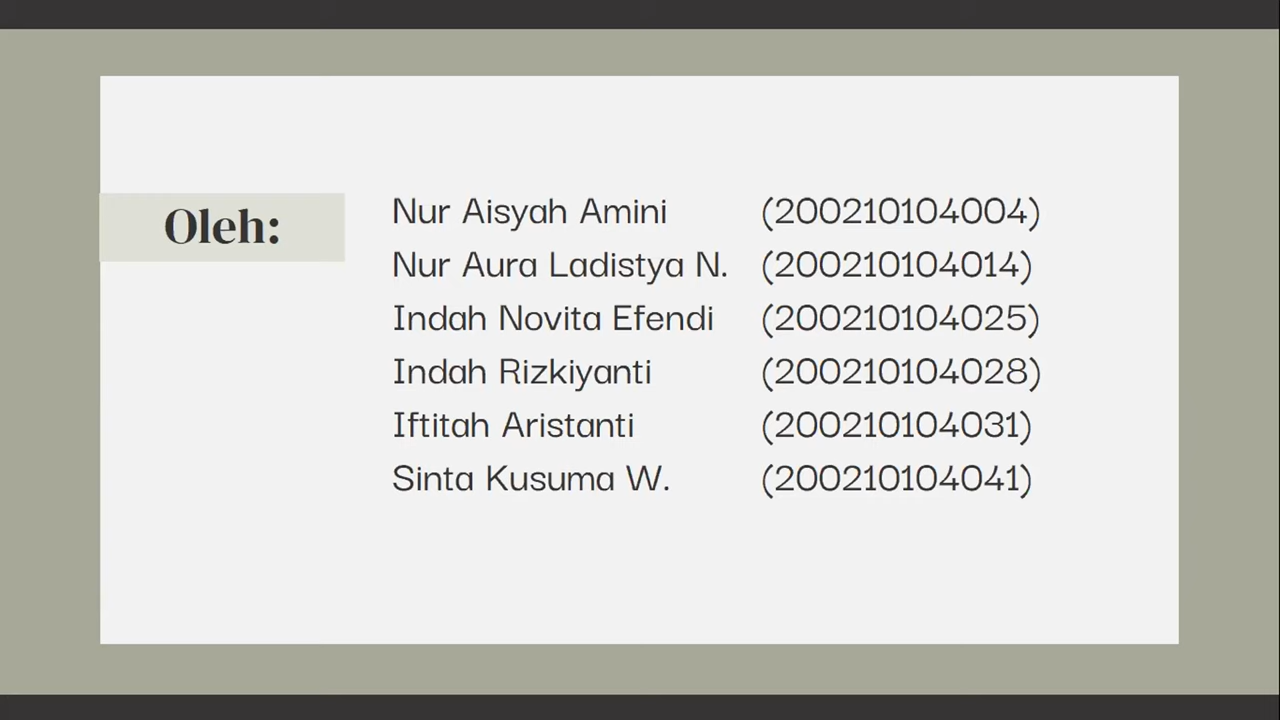 Oleh:
Nur Aisyah Amini (200210104004)
Nur Aura Ladistya N. (200210104014)
Indah Novita Efendi (200210104025)
Indah Rizkiyanti (200210104028)
Iftitah Aristanti (200210104031)
Sinta Kusuma W. (200210104041)